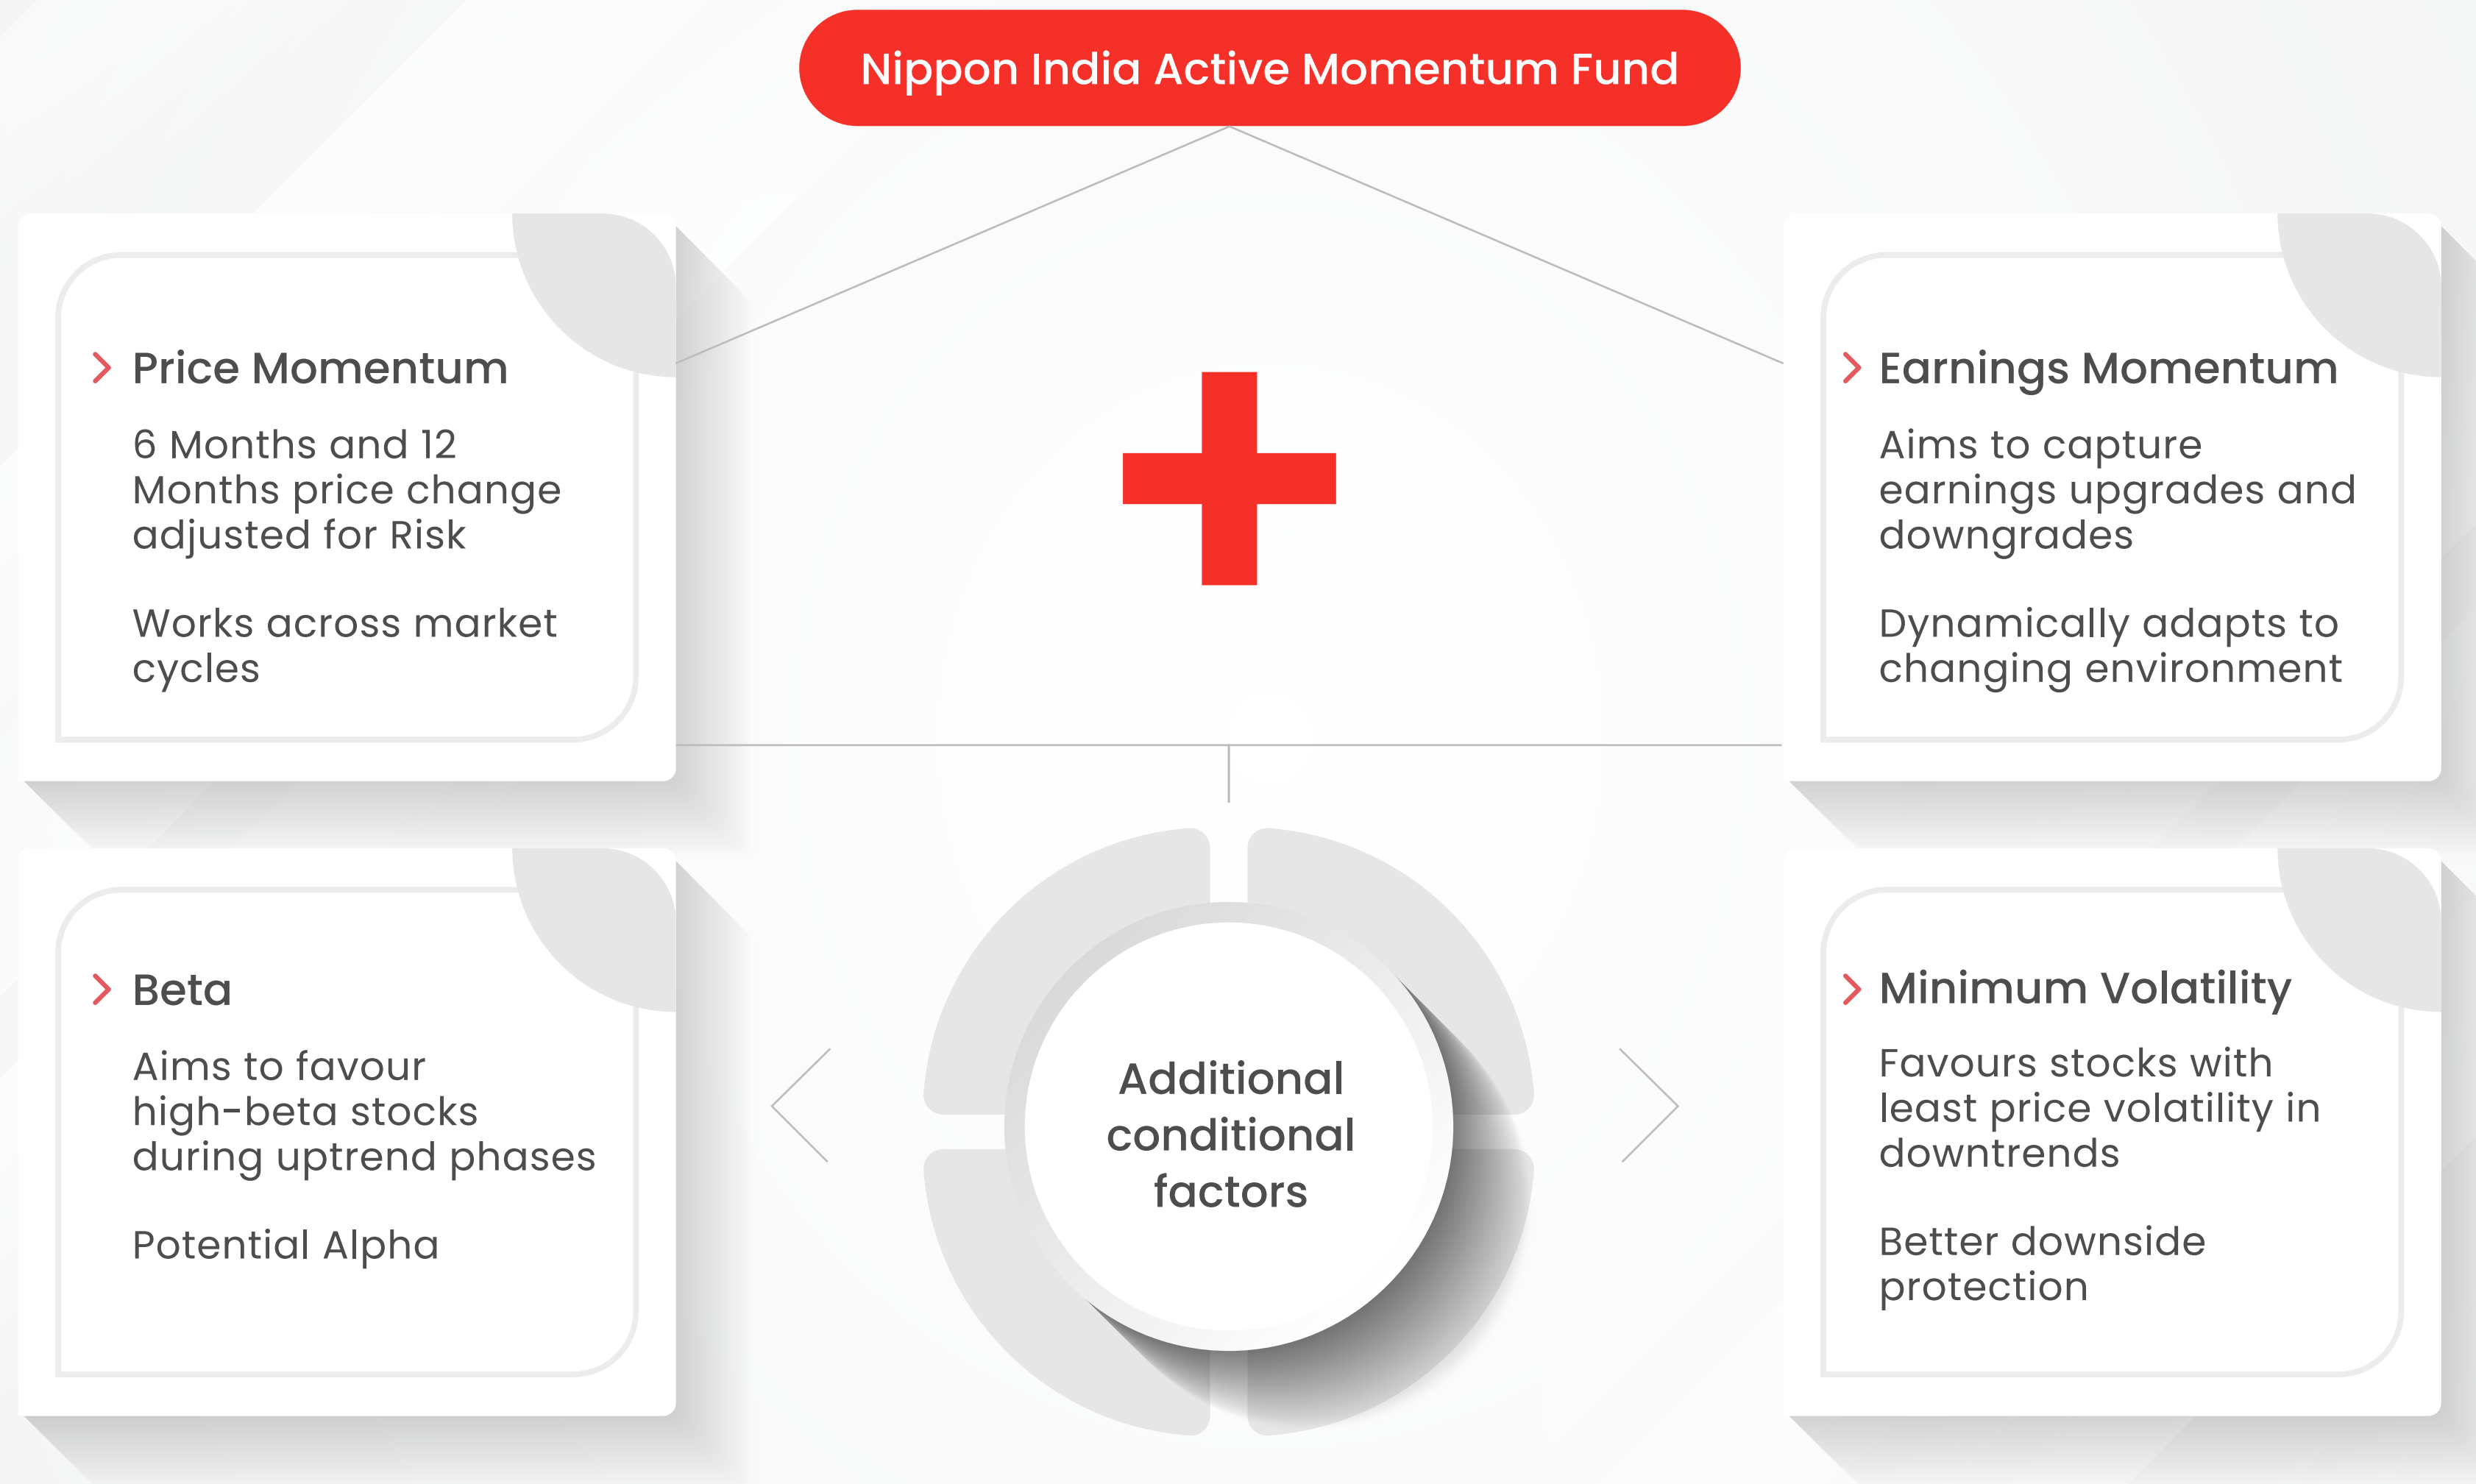 Nippon India Active Momentum Fund
Price Momentum
6 Months and 12
Months price change
adjusted for Risk
Works across market
cycles
Earnings Momentum
Aims to capture
earnings upgrades and
downgrades
Dynamically adapts to
changing environment
Beta
Aims to favour
high-beta stocks
during uptrend phases
Potential Alpha
Additional
conditional
factors
Minimum Volatility
Favours stocks with
least price volatility in
downtrends
Better downside
protection